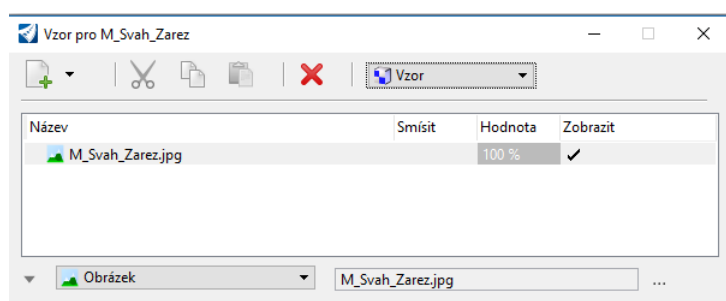 Vzor pro M_Svah_Zarez
Vzor
Název Smísit Hodnota Zobrazit
M_Svah_Zarez.jpg 100 %
Obrázek M_Svah_Zarez.jpg ...